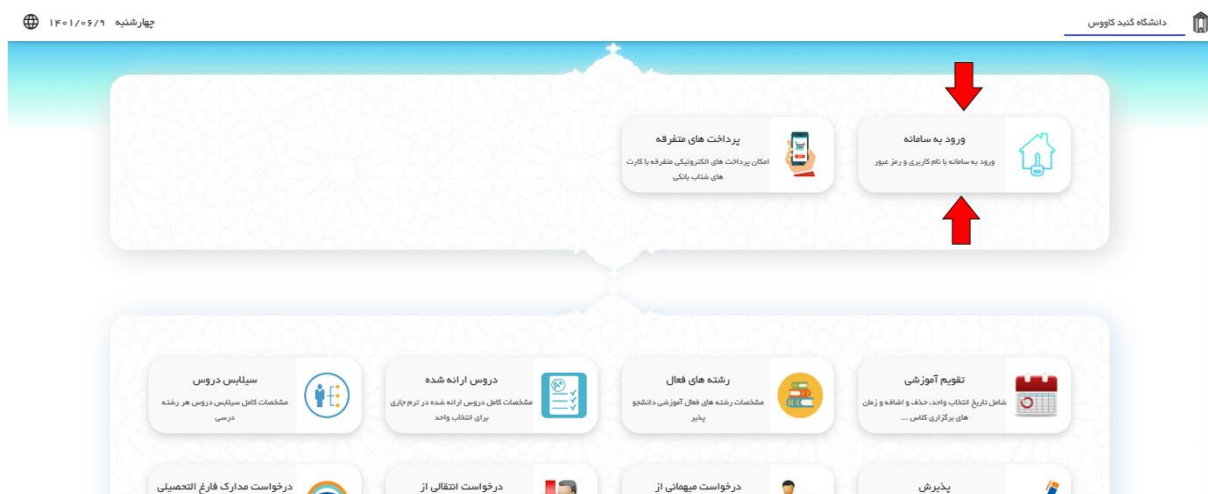 دانشگاه گنبد کاووس
چهارشنبه ۱۴۰۱/۰۶/۹
ورود به سامانه
ورود به سامانه با نام کاربری و رمز عبور
پرداخت های متفرقه
امکان پرداخت های الکترونیکی متفرقه با کارت
های شتاب بانکی
تقویم آموزشی
شامل تاریخ انتخاب واحد، حذف و اضافه و زمان
های برگزاری کلاس ...
رشته های فعال
مشخصات رشته های فعال آموزشی دانشجو
پذیر
دروس ارائه شده
مشخصات کامل دروس ارائه شده در ترم جاری
برای انتخاب واحد
سیلابس دروس
مشخصات کامل سیلابس دروس هر رشته
درسی
پذیرش
درخواست میهمانی از
درخواست انتقالی از
درخواست مدارک فارغ التحصیلی